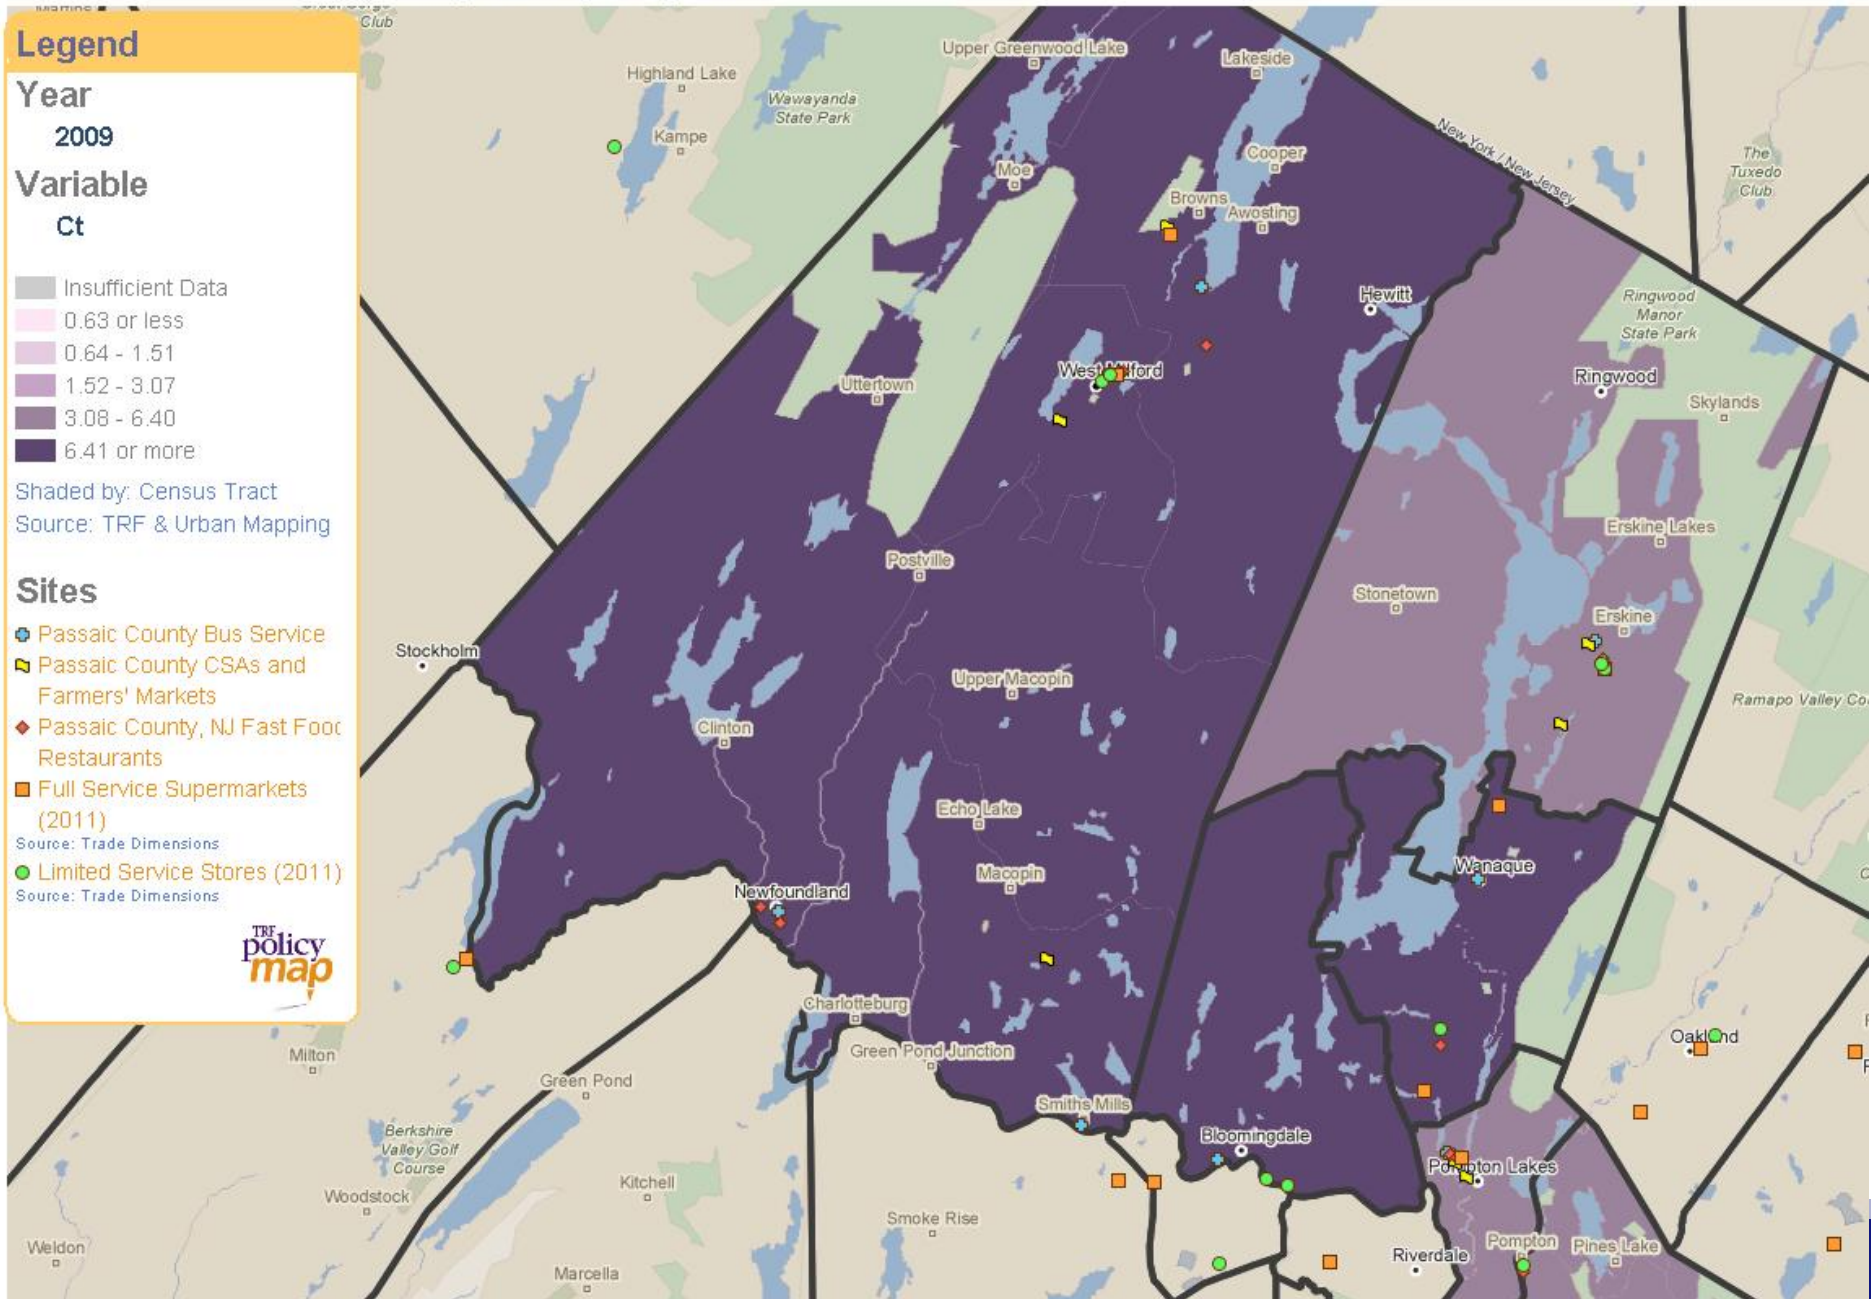 Legend
Year
2009
Variable
Ct
Insufficient Data
0.63 or less
0.64 - 1.51
1.52 - 3.07
3.08 - 6.40
6.41 or more
Shaded by: Census Tract
Source: TRF & Urban Mapping
Sites
Passaic County Bus Service
Passaic County CSAs and
Farmers' Markets
Passaic County, NJ Fast Food
Restaurants
Full Service Supermarkets
(2011)
Source: Trade Dimensions
Limited Service Stores (2011)
Source: Trade Dimensions
TRF
policy
map
Club
Highland Lake
Kampe
Wawayanda
State Park
Upper Greenwood Lake
Lakeside
Moe
Cooper
Browns
Awosting
New York / New Jersey
The
Tuxedo
Club
Hewitt
Ringwood
Manor
State Park
West Milford
Uttertown
Ringwood
Skylands
Erskine Lakes
Postville
Stonetown
Erskine
Stockholm
Upper Macopin
Ramapo Valley Co
Clinton
Echo Lake
Macopin
Wanaque
Newfoundland
Charlotteburg
Green Pond Junction
Oakland
Milton
Green Pond
Smiths Mills
Bloomingdale
Berkshire
Valley Golf
Course
Pompton Lakes
Woodstock
Kitchell
Smoke Rise
Weldon
Marcella
Riverdale
Pompton
Pines Lake